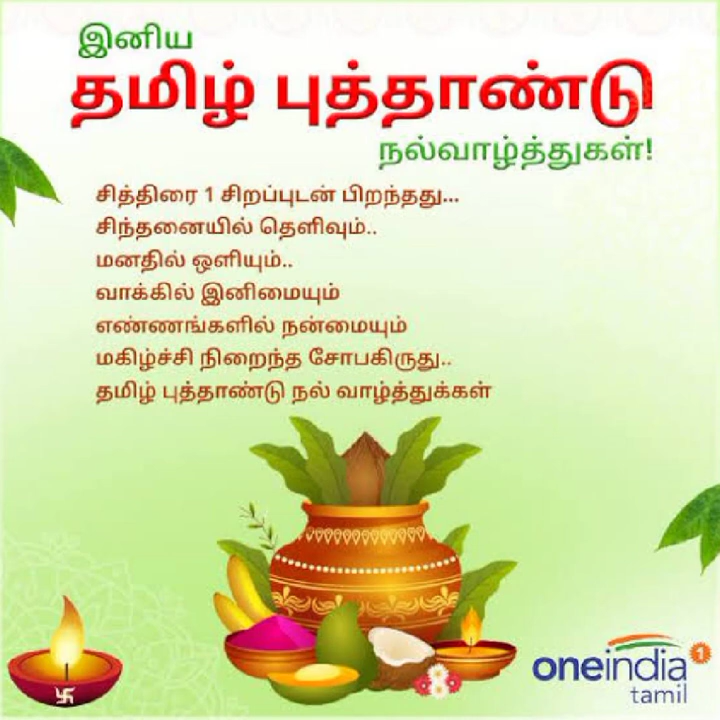 இனிய
தமிழ் புத்தாண்டு
நல்வாழ்த்துகள்!
சித்திரை 1 சிறப்புடன் பிறந்தது...
சிந்தனையில் தெளிவும்..
மனதில் ஒளியும்..
வாக்கில் இனிமையும்
எண்ணங்களில் நன்மையும்
மகிழ்ச்சி நிறைந்த சோபகிருது..
தமிழ் புத்தாண்டு நல் வாழ்த்துக்கள்
oneindia 1
tamil